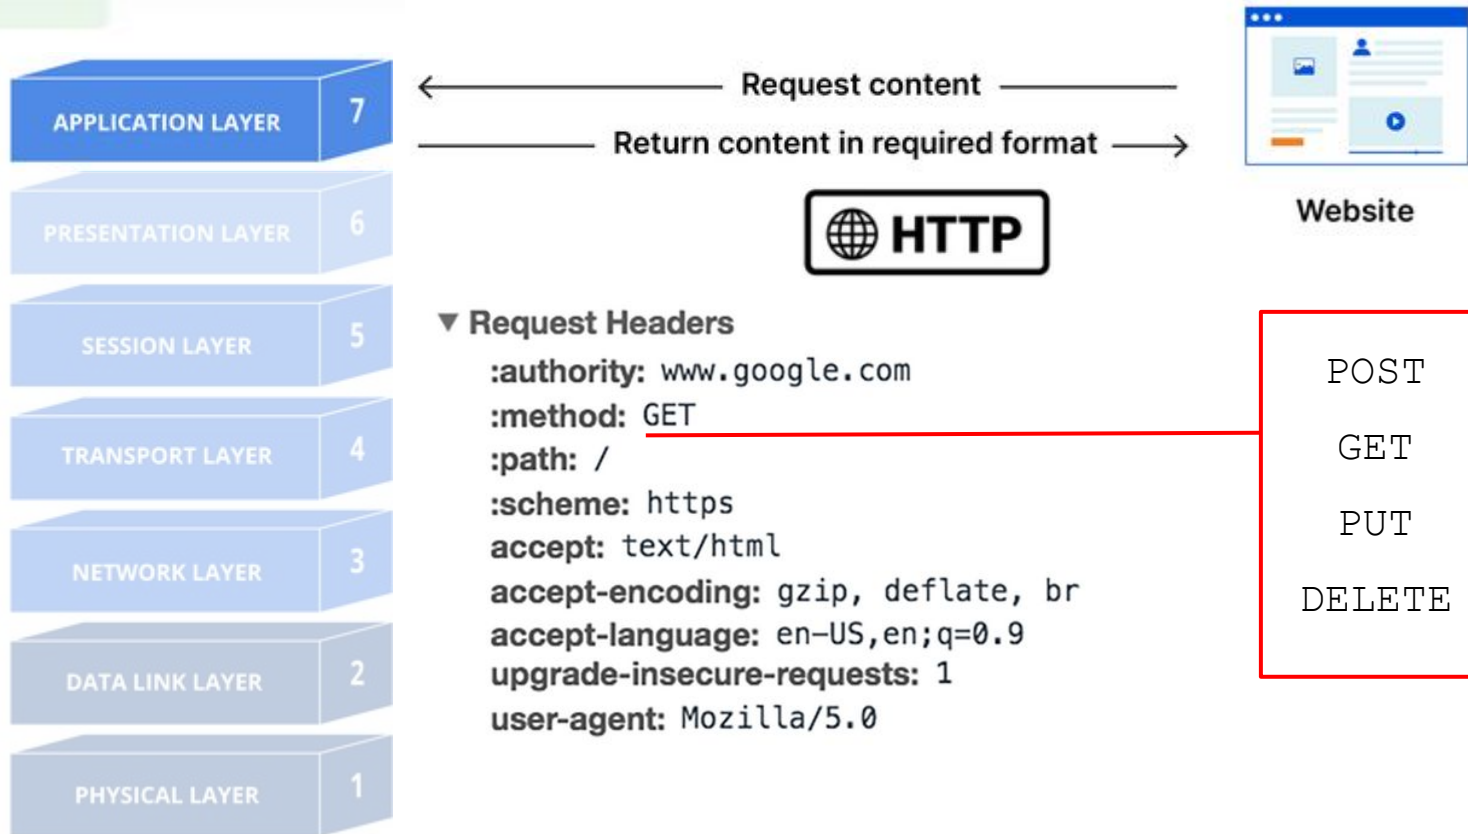 APPLICATION LAYER 7
PRESENTATION LAYER 6
SESSION LAYER 5
TRANSPORT LAYER 4
NETWORK LAYER 3
DATA LINK LAYER 2
PHYSICAL LAYER 1
Request content
Return content in required format
HTTP
Website
Request Headers
:authority: www.google.com
:method: GET
:path: /
:scheme: https
accept: text/html
accept-encoding: gzip, deflate, br
accept-language: en-US,en;q=0.9
upgrade-insecure-requests: 1
user-agent: Mozilla/5.0
POST
GET
PUT
DELETE